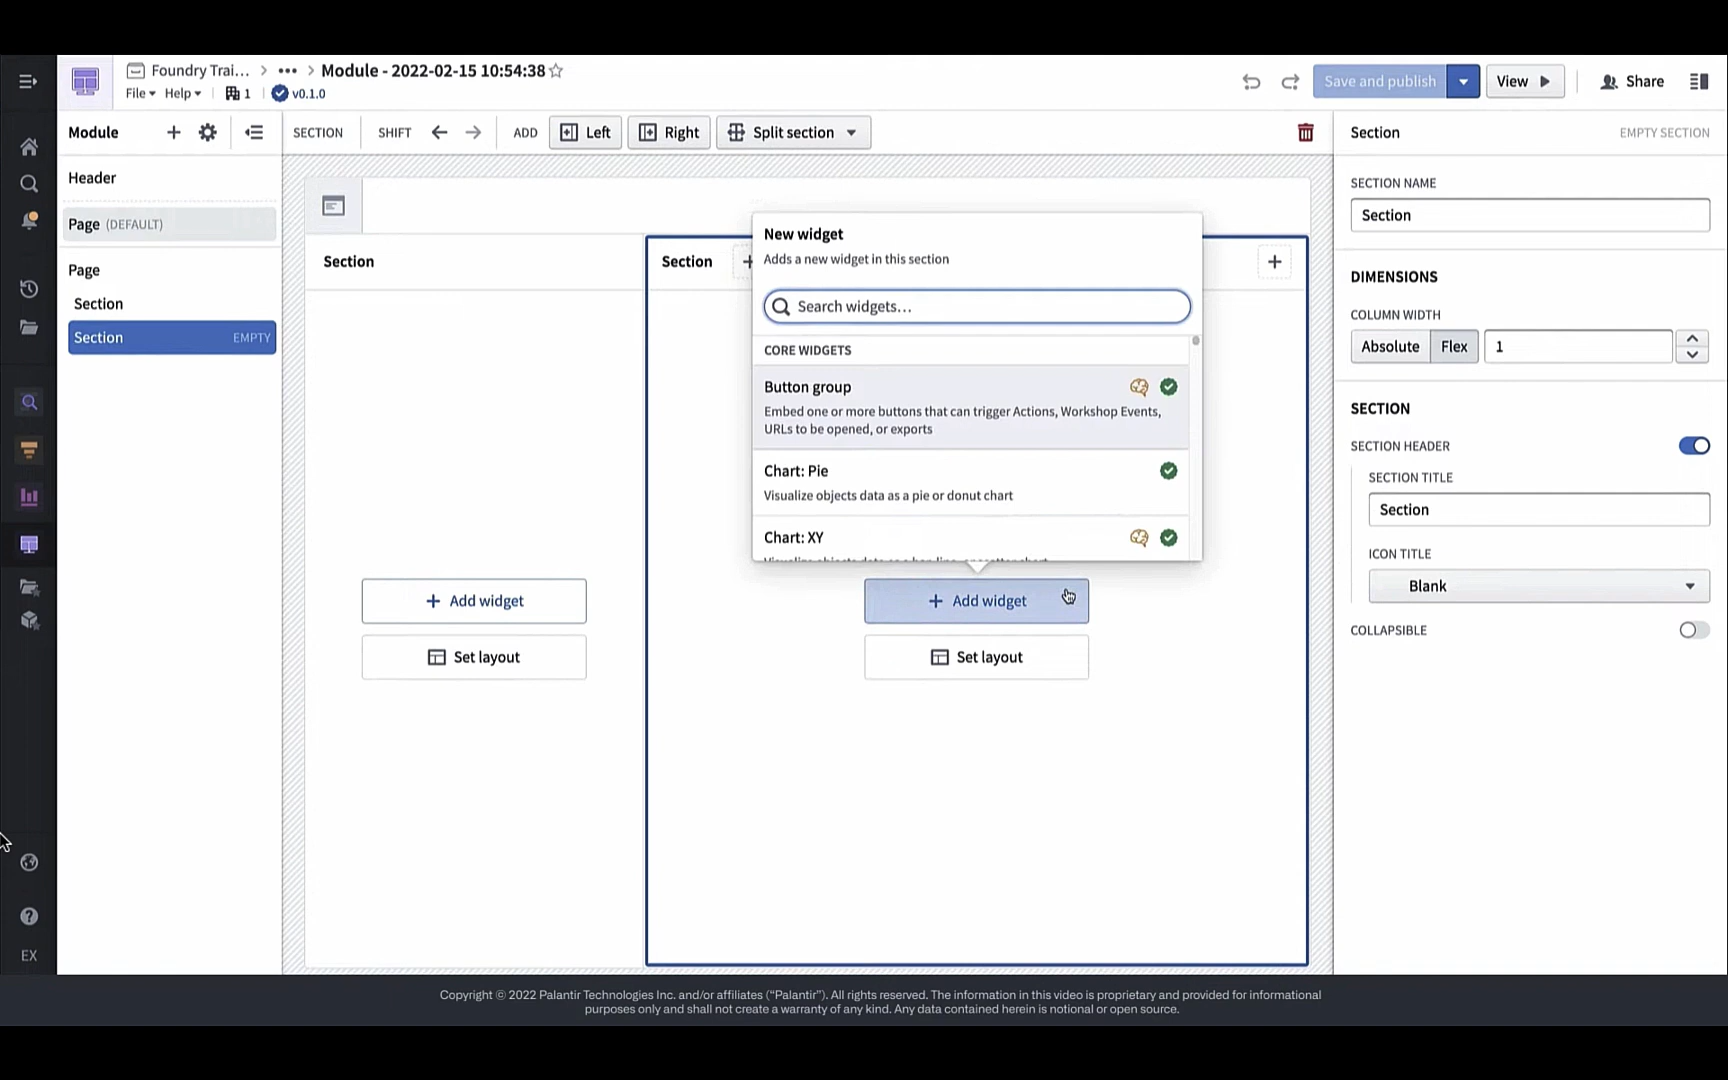 Foundry Trai... > ••• > Module - 2022-02-15 10:54:38
File Help 1 v0.1.0
Save and publish
View
Share
Module
SECTION SHIFT ADD Left Right Split section
Section EMPTY SECTION
Header
Page (DEFAULT)
Page
Section
Section EMPTY
Section
Section
New widget
Adds a new widget in this section
Search widgets...
CORE WIDGETS
Button group
Embed one or more buttons that can trigger Actions, Workshop Events,
URLs to be opened, or exports
Chart: Pie
Visualize objects data as a pie or donut chart
Chart: XY
Add widget
Set layout
Add widget
Set layout
SECTION NAME
Section
DIMENSIONS
COLUMN WIDTH
Absolute Flex 1
SECTION
SECTION HEADER
SECTION TITLE
Section
ICON TITLE
Blank
COLLAPSIBLE
EX
Copyright © 2022 Palantir Technologies Inc. and/or affiliates (“Palantir”). All rights reserved. The information in this video is proprietary and provided for informational
purposes only and shall not create a warranty of any kind. Any data contained herein is notional or open source.